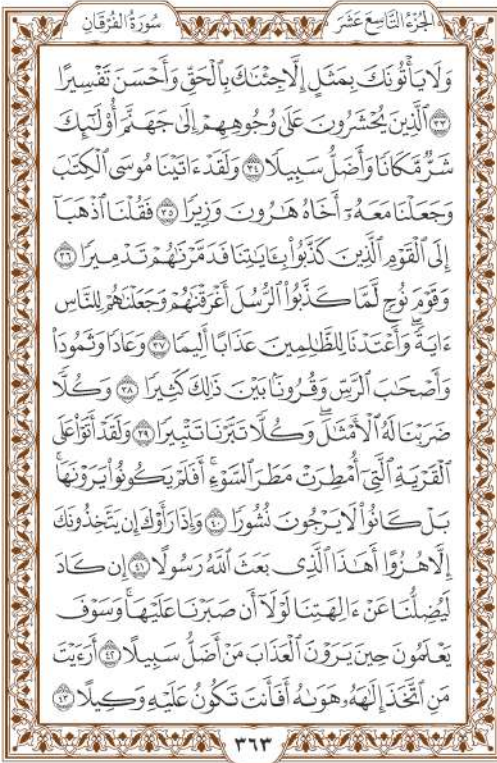 الجُزْءُ التَّاسِعَ عَشَرَ سُورَةُ الفُرْقَانِ
وَلَا يَأْتُونَكَ بِمَثَلٍ إِلَّا جِئْنَٰكَ بِٱلْحَقِّ وَأَحْسَنَ تَفْسِيرًا
٣٣ ٱلَّذِينَ يُحْشَرُونَ عَلَىٰ وُجُوهِهِمْ إِلَىٰ جَهَنَّمَ أُو۟لَٰٓئِكَ
شَرٌّ مَّكَانًا وَأَضَلُّ سَبِيلًا ٣٤ وَلَقَدْ ءَاتَيْنَا مُوسَى ٱلْكِتَٰبَ
وَجَعَلْنَا مَعَهُۥٓ أَخَاهُ هَٰرُونَ وَزِيرًا ٣٥ فَقُلْنَا ٱذْهَبَآ
إِلَى ٱلْقَوْمِ ٱلَّذِينَ كَذَّبُوا۟ بِـَٔايَٰتِنَا فَدَمَّرْنَٰهُمْ تَدْمِيرًا ٣٦
وَقَوْمَ نُوحٍ لَّمَّا كَذَّبُوا۟ ٱلرُّسُلَ أَغْرَقْنَٰهُمْ وَجَعَلْنَٰهُمْ لِلنَّاسِ
ءَايَةً ۖ وَأَعْتَدْنَا لِلظَّٰلِمِينَ عَذَابًا أَلِيمًا ٣٧ وَعَادًا وَثَمُودَا۟
وَأَصْحَٰبَ ٱلرَّسِّ وَقُرُونًۢا بَيْنَ ذَٰلِكَ كَثِيرًا ٣٨ وَكُلًّا
ضَرَبْنَا لَهُ ٱلْأَمْثَٰلَ ۖ وَكُلًّا تَبَّرْنَا تَتْبِيرًا ٣٩ وَلَقَدْ أَتَوْا۟ عَلَى
ٱلْقَرْيَةِ ٱلَّتِىٓ أُمْطِرَتْ مَطَرَ ٱلسَّوْءِ ۚ أَفَلَمْ يَكُونُوا۟ يَرَوْنَهَا ۚ
بَلْ كَانُوا۟ لَا يَرْجُونَ نُشُورًا ٤٠ وَإِذَا رَأَوْكَ إِن يَتَّخِذُونَكَ
إِلَّا هُزُوًا أَهَٰذَا ٱلَّذِى بَعَثَ ٱللَّهُ رَسُولًا ٤١ إِن كَادَ
لَيُضِلُّنَا عَنْ ءَالِهَتِنَا لَوْلَآ أَن صَبَرْنَا عَلَيْهَا ۚ وَسَوْفَ
يَعْلَمُونَ حِينَ يَرَوْنَ ٱلْعَذَابَ مَنْ أَضَلُّ سَبِيلًا ٤٢ أَرَءَيْتَ
مَنِ ٱتَّخَذَ إِلَٰهَهُۥ هَوَىٰهُ أَفَأَنتَ تَكُونُ عَلَيْهِ وَكِيلًا ٤٣
٣٦٣